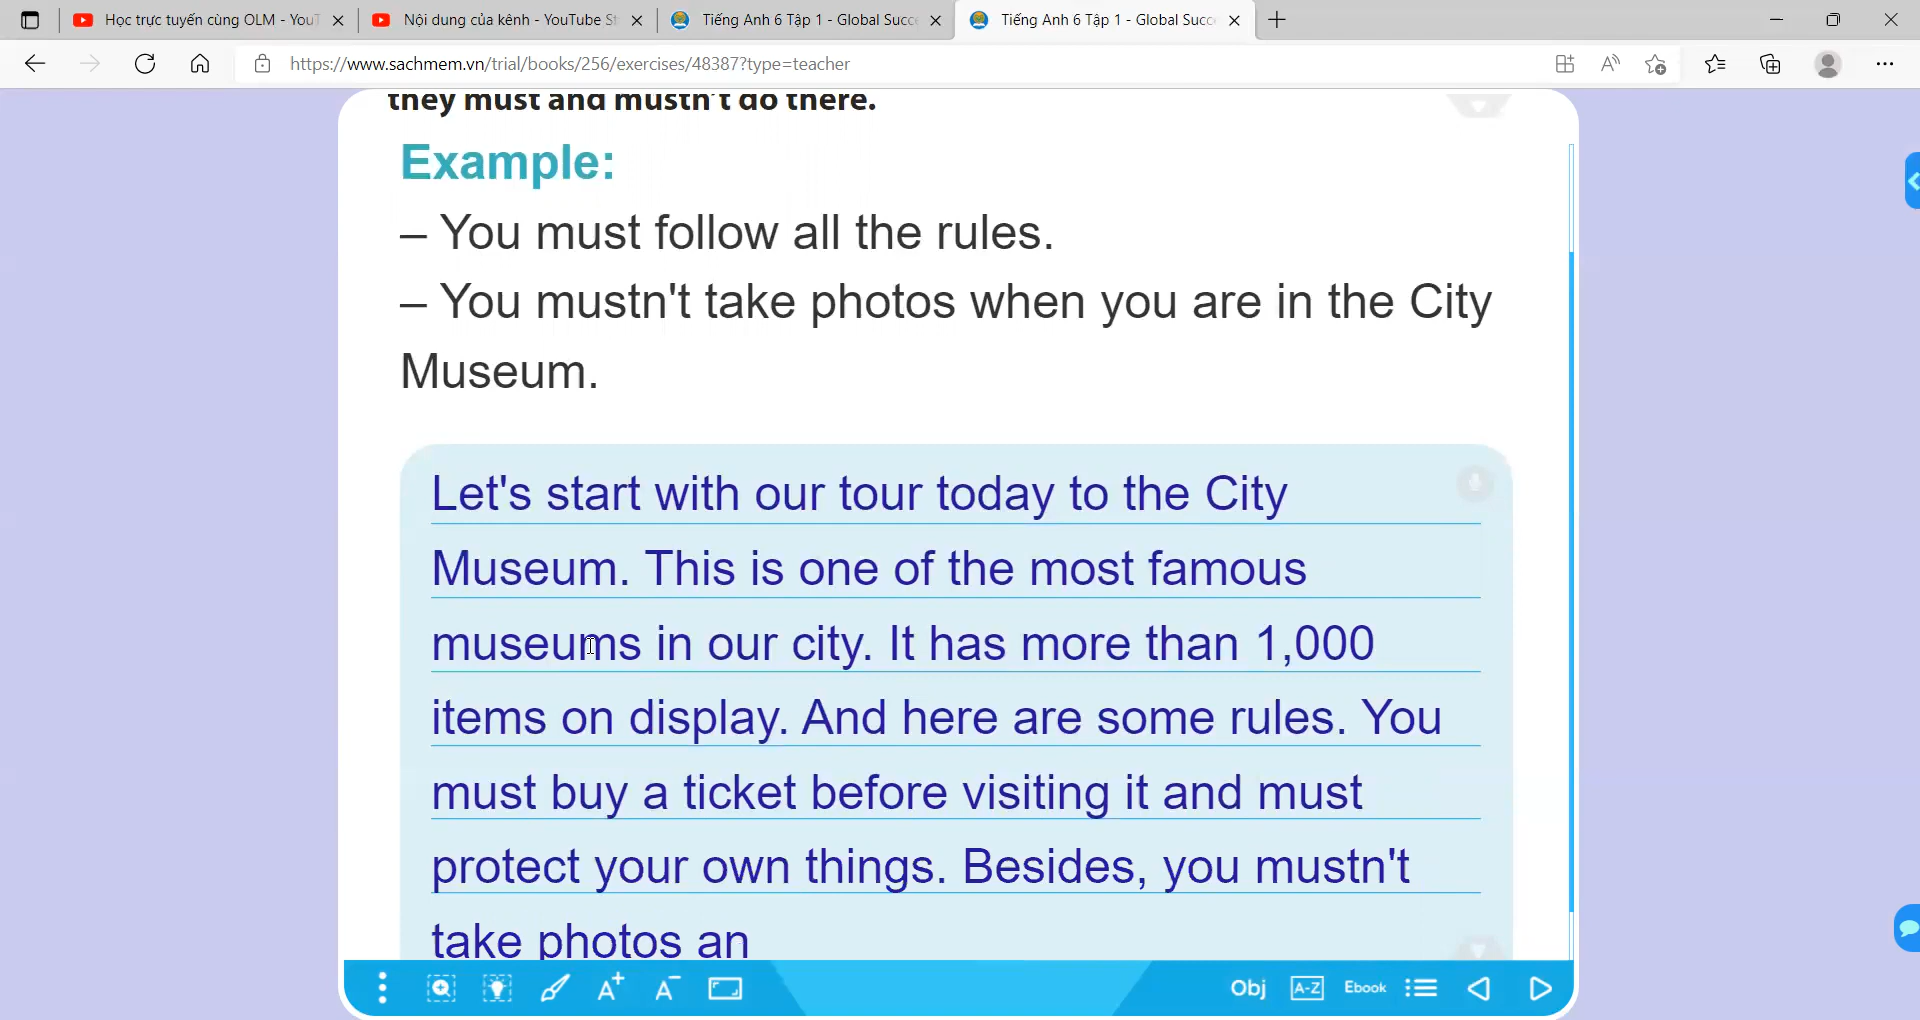 Học trực tuyến cùng OLM - You
Nội dung của kênh - YouTube St
Tiếng Anh 6 Tập 1 - Global Succe
Tiếng Anh 6 Tập 1 - Global Succe
https://www.sachmem.vn/trial/books/256/exercises/48387?type=teacher
they must and mustn't do there.
Example:
– You must follow all the rules.
– You mustn't take photos when you are in the City
Museum.
Let's start with our tour today to the City
Museum. This is one of the most famous
museums in our city. It has more than 1,000
items on display. And here are some rules. You
must buy a ticket before visiting it and must
protect your own things. Besides, you mustn't
take photos an
A+ A- Obj A-Z Ebook